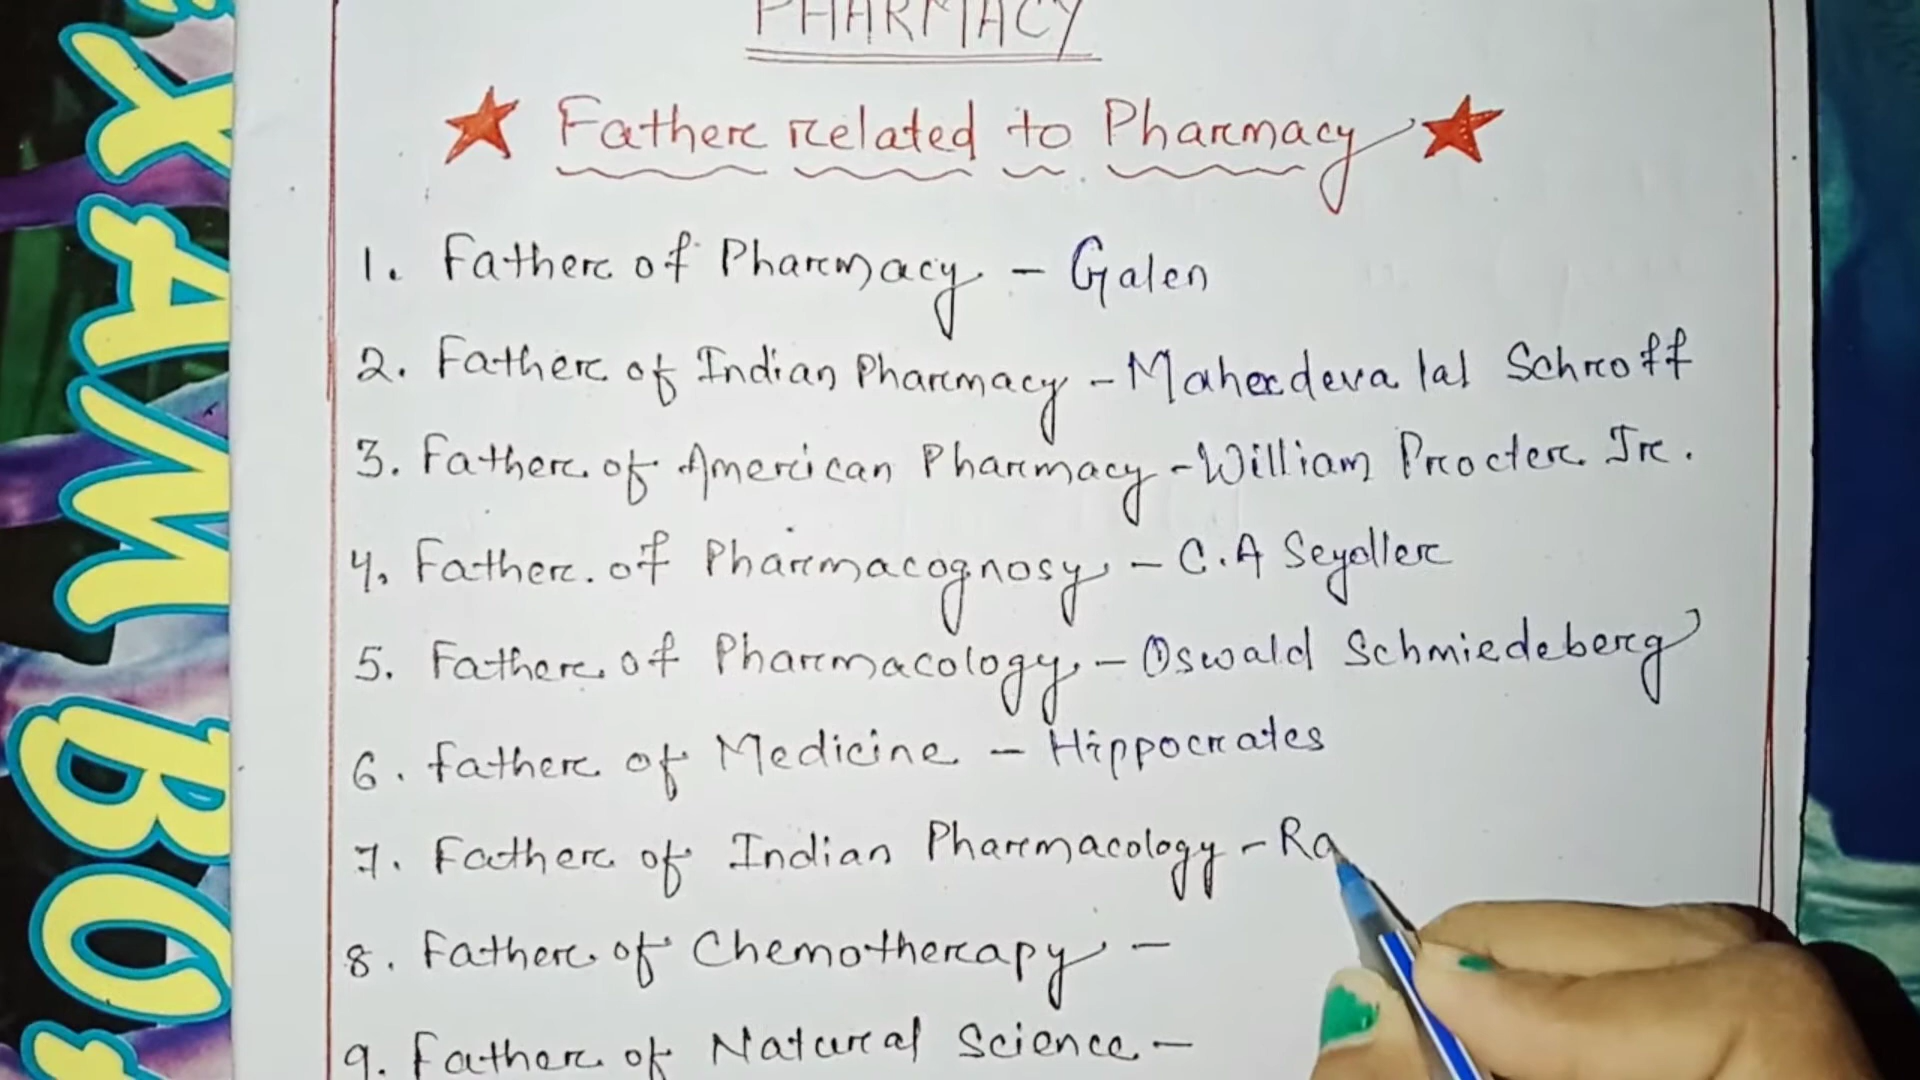 PHARMACY
Father related to Pharmacy
1. Father of Pharmacy - Galen
2. Father of Indian Pharmacy - Mahadeva lal Schroff
3. Father of American Pharmacy - William Procter Jr.
4. Father of Pharmacognosy - C.A Seydler
5. Father of Pharmacology - Oswald Schmiedeberg
6. father of Medicine - Hippocrates
7. Father of Indian Pharmacology - Ra
8. Father of Chemotherapy -
9. Father of Natural Science -
EXAM BO